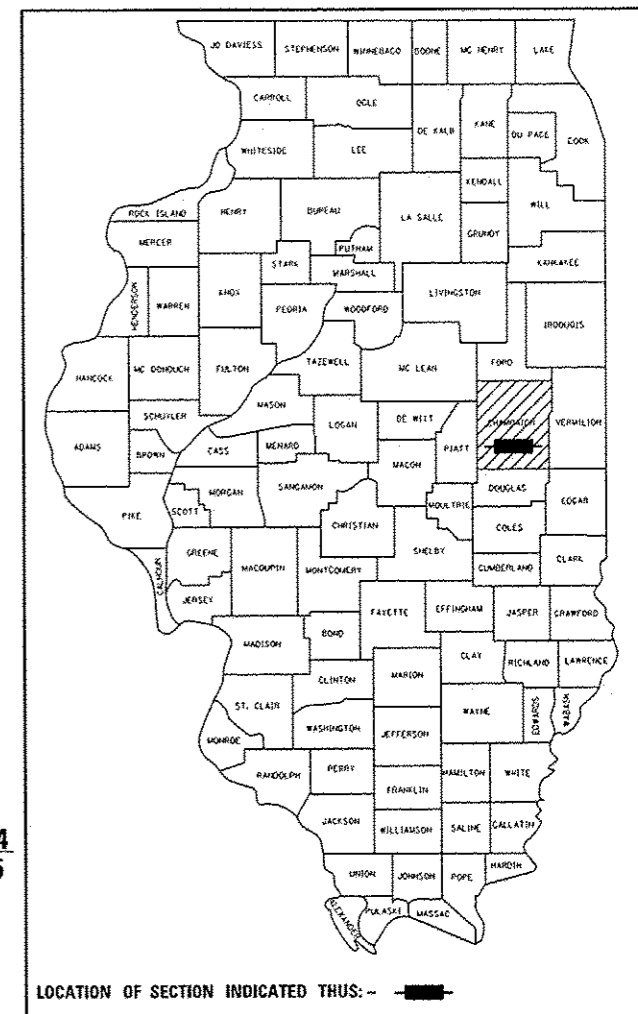 JO DAVIESS STEPHENSON WINNEBAGO BOONE MC HENRY LAKE
CARROLL OGLE DE KALB KANE DU PAGE COOK
WHITESIDE LEE KENDALL WILL
ROCK ISLAND HENRY BUREAU LA SALLE GRUNDY
MERCER PUTNAM KANKAKEE
STARK MARSHALL
HENDERSON WARREN KNOX PEORIA WOODFORD LIVINGSTON IROQUOIS
HANCOCK MC DONOUGH FULTON TAZEWELL MC LEAN FORD
SCHUYLER MASON LOGAN DE WITT CHAMPAIGN VERMILION
ADAMS BROWN CASS MENARD MACON PIATT
PIKE SCOTT MORGAN SANGAMON CHRISTIAN MOULTRIE DOUGLAS EDGAR
COLES
CALHOUN GREENE MACOUPIN MONTGOMERY SHELBY CUMBERLAND CLARK
JERSEY FAYETTE EFFINGHAM JASPER CRAWFORD
MADISON BOND CLAY RICHLAND LAWRENCE
CLINTON MARION
ST. CLAIR WAYNE EDWARDS WABASH
WASHINGTON JEFFERSON
MONROE
RANDOLPH PERRY HAMILTON WHITE
FRANKLIN
JACKSON WILLIAMSON SALINE GALLATIN
4
UNION JOHNSON POPE HARDIN
ALEXANDER PULASKI MASSAC
LOCATION OF SECTION INDICATED THUS: -